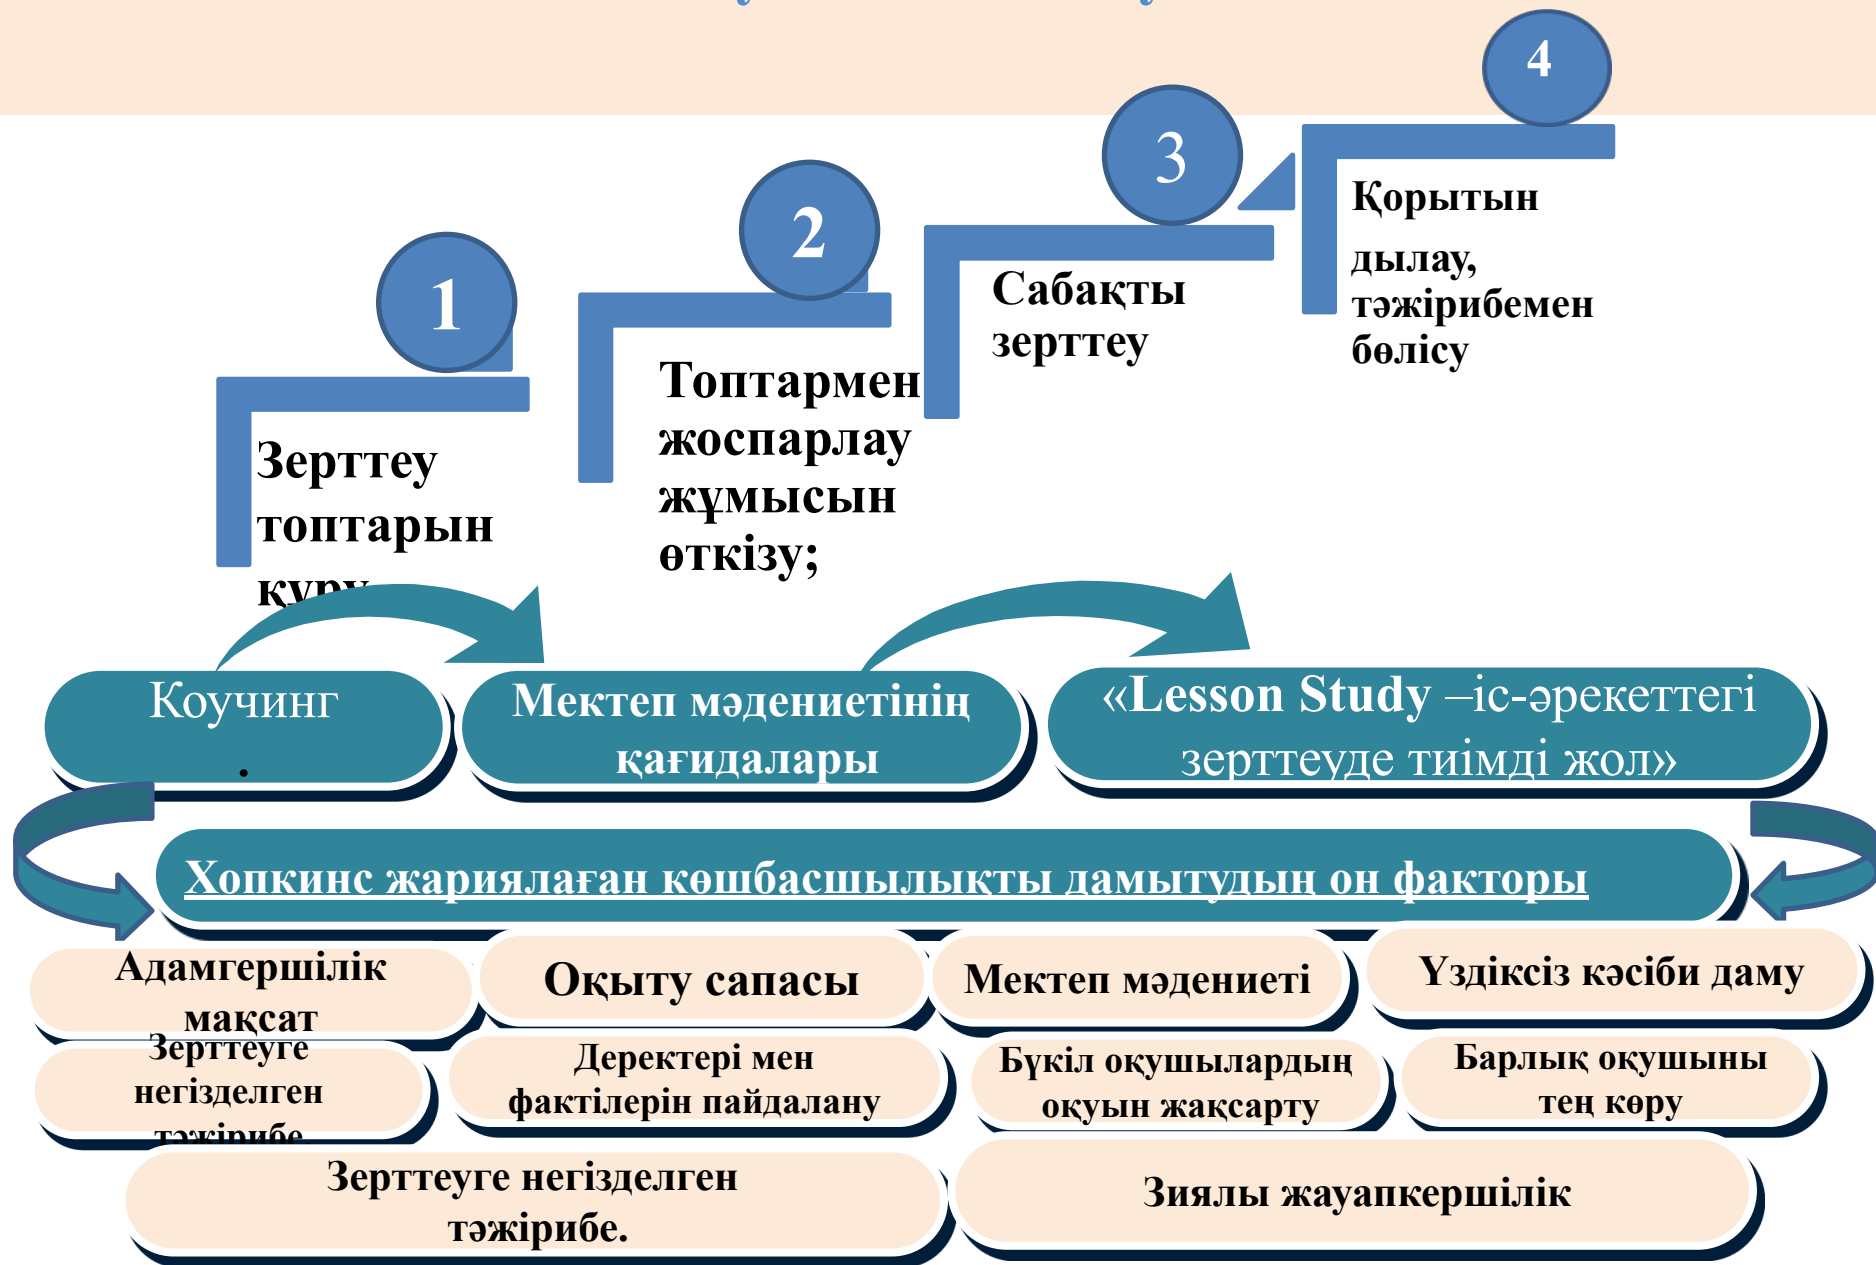 4
3
2
1
Зерттеу
топтарын
құру
Топтармен
жоспарлау
жұмысын
өткізу;
Сабақты
зерттеу
Қорытын
дылау,
тәжірибемен
бөлісу
Коучинг
.
Мектеп мәдениетінің
қағидалары
«Lesson Study –іс-әрекеттегі
зерттеуде тиімді жол»
Хопкинс жариялаған көшбасшылықты дамытудың он факторы
Адамгершілік
мақсат
Оқыту сапасы
Мектеп мәдениеті
Үздіксіз кәсіби даму
Зерттеуге
негізделген
тәжірибе.
Деректері мен
фактілерін пайдалану
Бүкіл оқушылардың
оқуын жақсарту
Барлық оқушыны
тең көру
Зерттеуге негізделген
тәжірибе.
Зиялы жауапкершілік